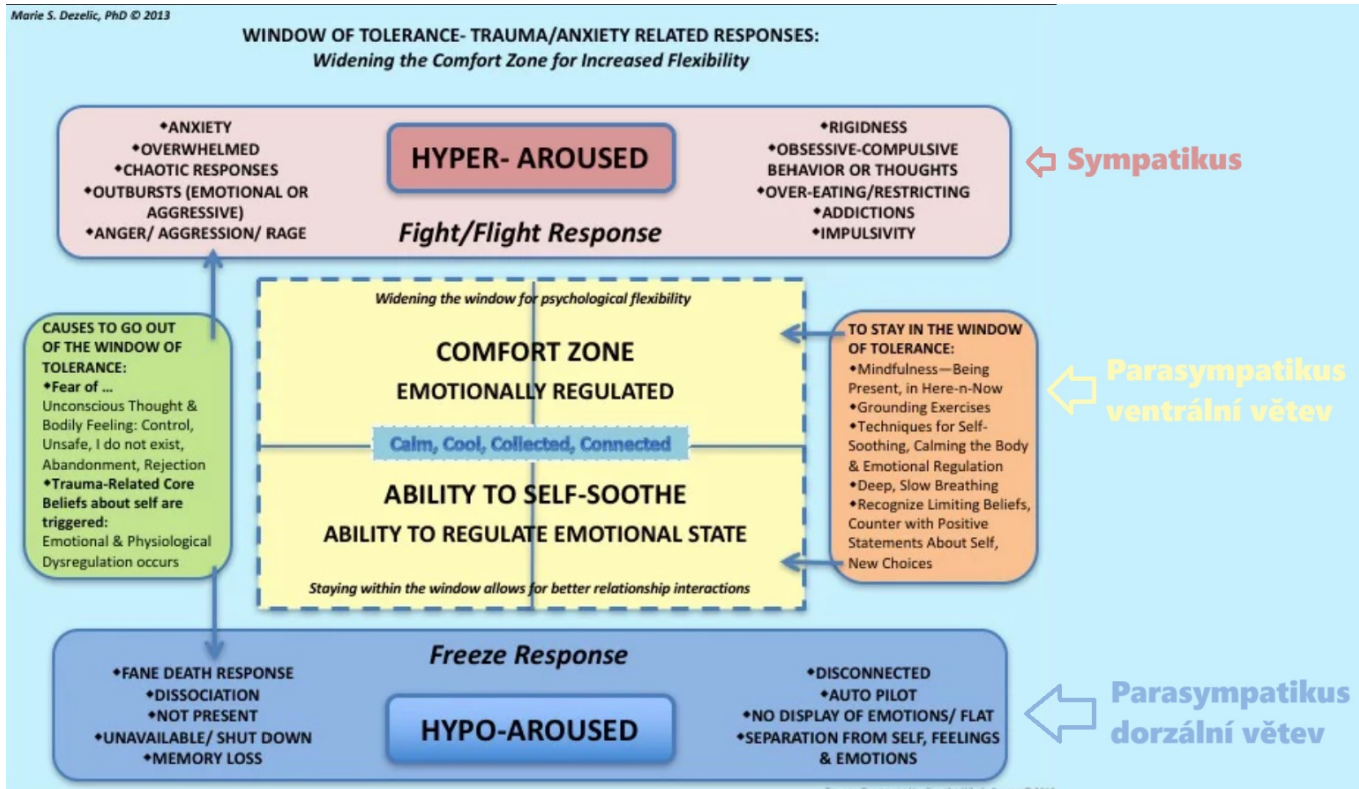 Marie S. Dezelic, PhD © 2013
WINDOW OF TOLERANCE- TRAUMA/ANXIETY RELATED RESPONSES:
Widening the Comfort Zone for Increased Flexibility
◆ANXIETY
◆OVERWHELMED
◆CHAOTIC RESPONSES
◆OUTBURSTS (EMOTIONAL OR
AGGRESSIVE)
◆ANGER/ AGGRESSION/ RAGE
HYPER- AROUSED
Fight/Flight Response
◆RIGIDNESS
◆OBSESSIVE-COMPULSIVE
BEHAVIOR OR THOUGHTS
◆OVER-EATING/RESTRICTING
◆ADDICTIONS
◆IMPULSIVITY
Sympatikus
CAUSES TO GO OUT
OF THE WINDOW OF
TOLERANCE:
◆Fear of …
Unconscious Thought &
Bodily Feeling: Control,
Unsafe, I do not exist,
Abandonment, Rejection
◆Trauma-Related Core
Beliefs about self are
triggered:
Emotional & Physiological
Dysregulation occurs
Widening the window for psychological flexibility
COMFORT ZONE
EMOTIONALLY REGULATED
Calm, Cool, Collected, Connected
ABILITY TO SELF-SOOTHE
ABILITY TO REGULATE EMOTIONAL STATE
Staying within the window allows for better relationship interactions
TO STAY IN THE WINDOW
OF TOLERANCE:
◆Mindfulness—Being
Present, in Here-n-Now
◆Grounding Exercises
◆Techniques for Self-
Soothing, Calming the Body
& Emotional Regulation
◆Deep, Slow Breathing
◆Recognize Limiting Beliefs,
Counter with Positive
Statements About Self,
New Choices
Parasympatikus
ventrální větev
Freeze Response
◆FANE DEATH RESPONSE
◆DISSOCIATION
◆NOT PRESENT
◆UNAVAILABLE/ SHUT DOWN
◆MEMORY LOSS
HYPO-AROUSED
◆DISCONNECTED
◆AUTO PILOT
◆NO DISPLAY OF EMOTIONS/ FLAT
◆SEPARATION FROM SELF, FEELINGS
& EMOTIONS
Parasympatikus
dorzální větev